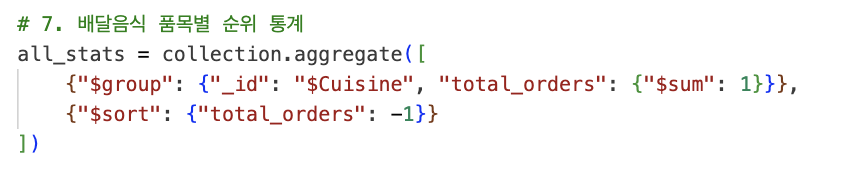 # 7. 배달음식 품목별 순위 통계
all_stats = collection.aggregate([
    {"$group": {"_id": "$Cuisine", "total_orders": {"$sum": 1}}},
    {"$sort": {"total_orders": -1}}
])